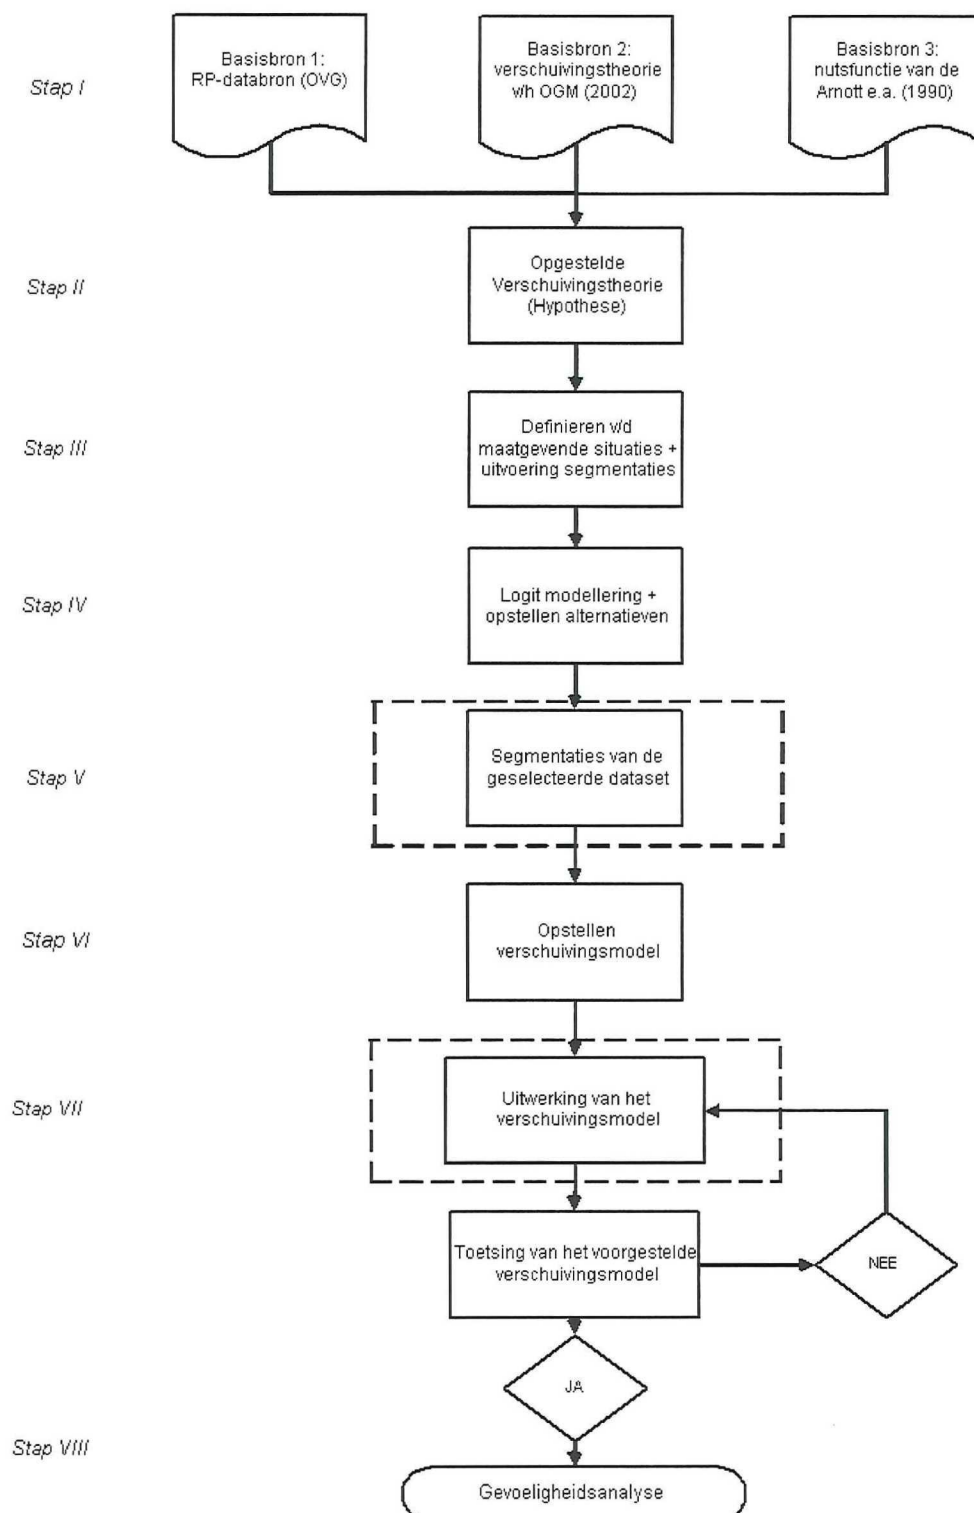 Stap I
Basisbron 1:
RP-databron (OVG)
Basisbron 2:
verschuivingstheorie
v/h OGM (2002)
Basisbron 3:
nutsfunctie van de
Arnott e.a. (1990)
Stap II
Opgestelde
Verschuivingstheorie
(Hypothese)
Stap III
Definieren v/d
maatgevende situaties +
uitvoering segmentaties
Stap IV
Logit modellering +
opstellen alternatieven
Stap V
Segmentaties van de
geselecteerde dataset
Stap VI
Opstellen
verschuivingsmodel
Stap VII
Uitwerking van het
verschuivingsmodel
Toetsing van het voorgestelde
verschuivingsmodel
NEE
JA
Stap VIII
Gevoeligheidsanalyse